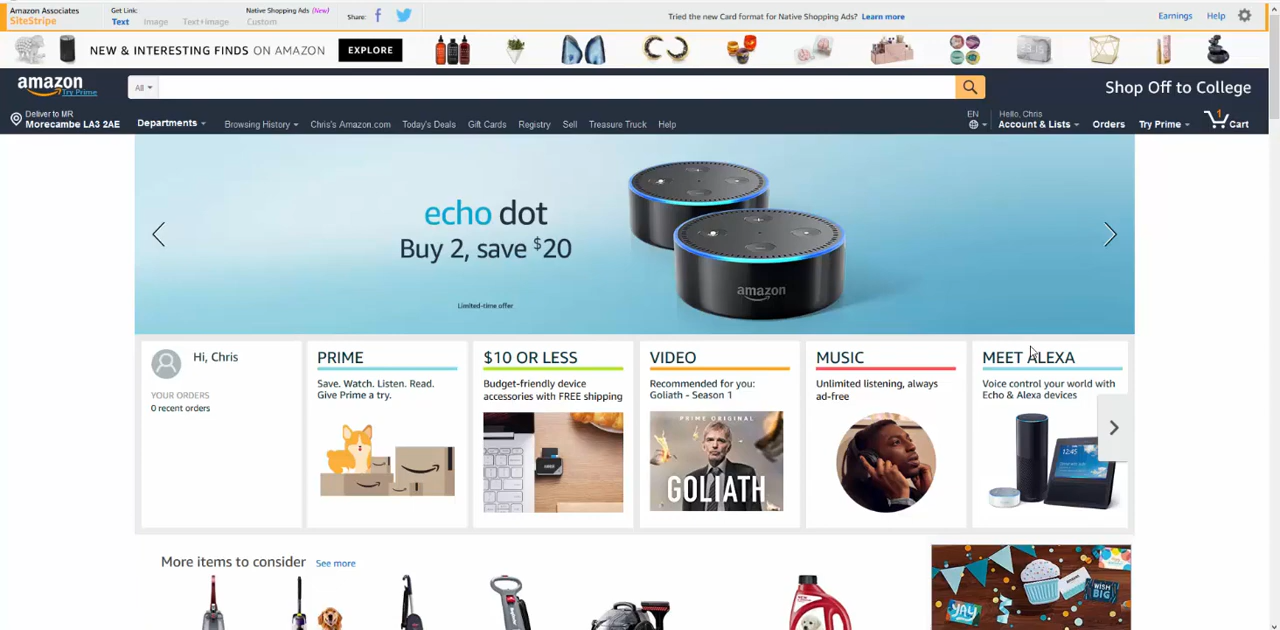 Amazon Associates
SiteStripe
Get Link:
Text Image Text+Image
Native Shopping Ads (New)
Custom
Share:
Tried the new Card format for Native Shopping Ads? Learn more
Earnings Help
NEW & INTERESTING FINDS ON AMAZON EXPLORE
amazon
Try Prime
All
Shop Off to College
Deliver to MR
Morecambe LA3 2AE
Departments
Browsing History Chris's Amazon.com Today's Deals Gift Cards Registry Sell Treasure Truck Help
EN
Hello, Chris
Account & Lists
Orders
Try Prime
1
Cart
echo dot
Buy 2, save $20
Limited-time offer
amazon
Hi, Chris
YOUR ORDERS
0 recent orders
PRIME
Save. Watch. Listen. Read.
Give Prime a try.
$10 OR LESS
Budget-friendly device
accessories with FREE shipping
VIDEO
Recommended for you:
Goliath - Season 1
PRIME ORIGINAL
GOLIATH
MUSIC
Unlimited listening, always
ad-free
MEET ALEXA
Voice control your world with
Echo & Alexa devices
12:45
More items to consider See more
YAY
WISH
BIG